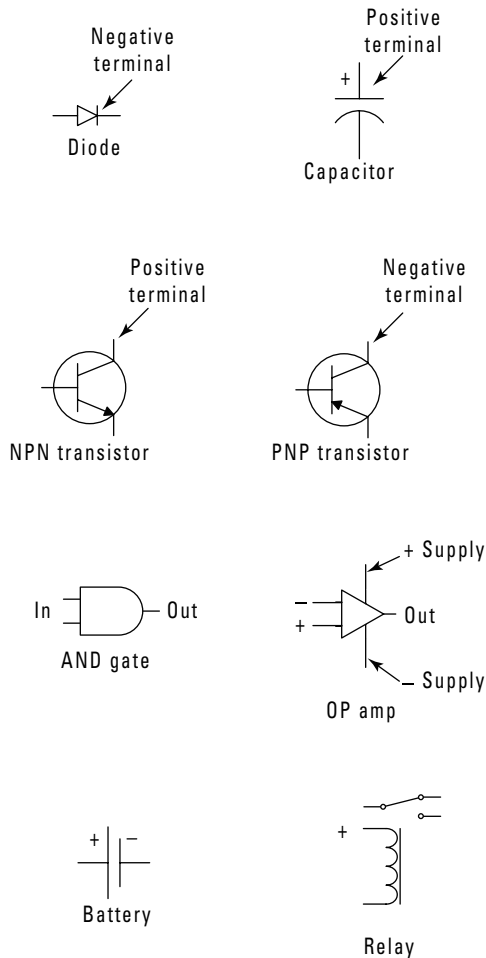 Negative
terminal
Diode
Positive
terminal
+
Capacitor
Positive
terminal
NPN transistor
Negative
terminal
PNP transistor
In
Out
AND gate
+ Supply
−
+
Out
− Supply
OP amp
+ −
Battery
+
Relay